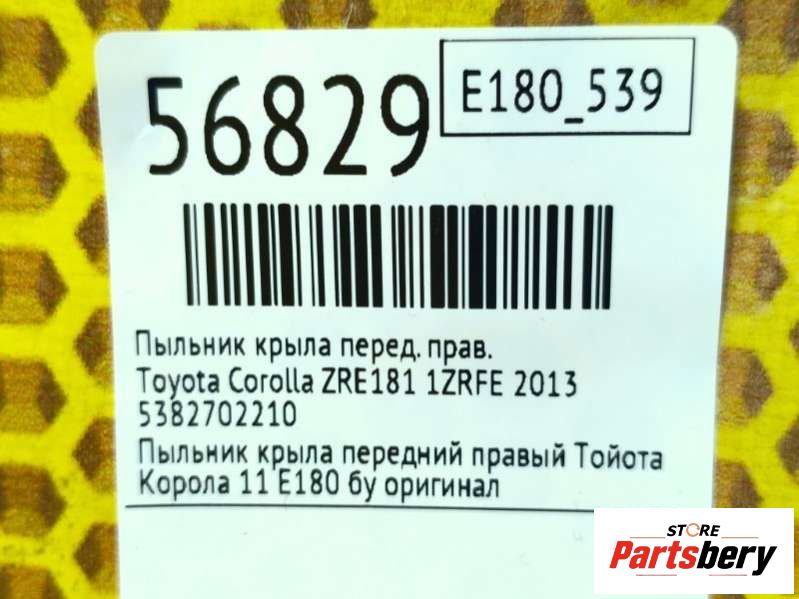 56829
E180_539
Пыльник крыла перед. прав.
Toyota Corolla ZRE181 1ZRFE 2013
5382702210
Пыльник крыла передний правый Тойота
Корола 11 Е180 бу оригинал
STORE
Partsbery